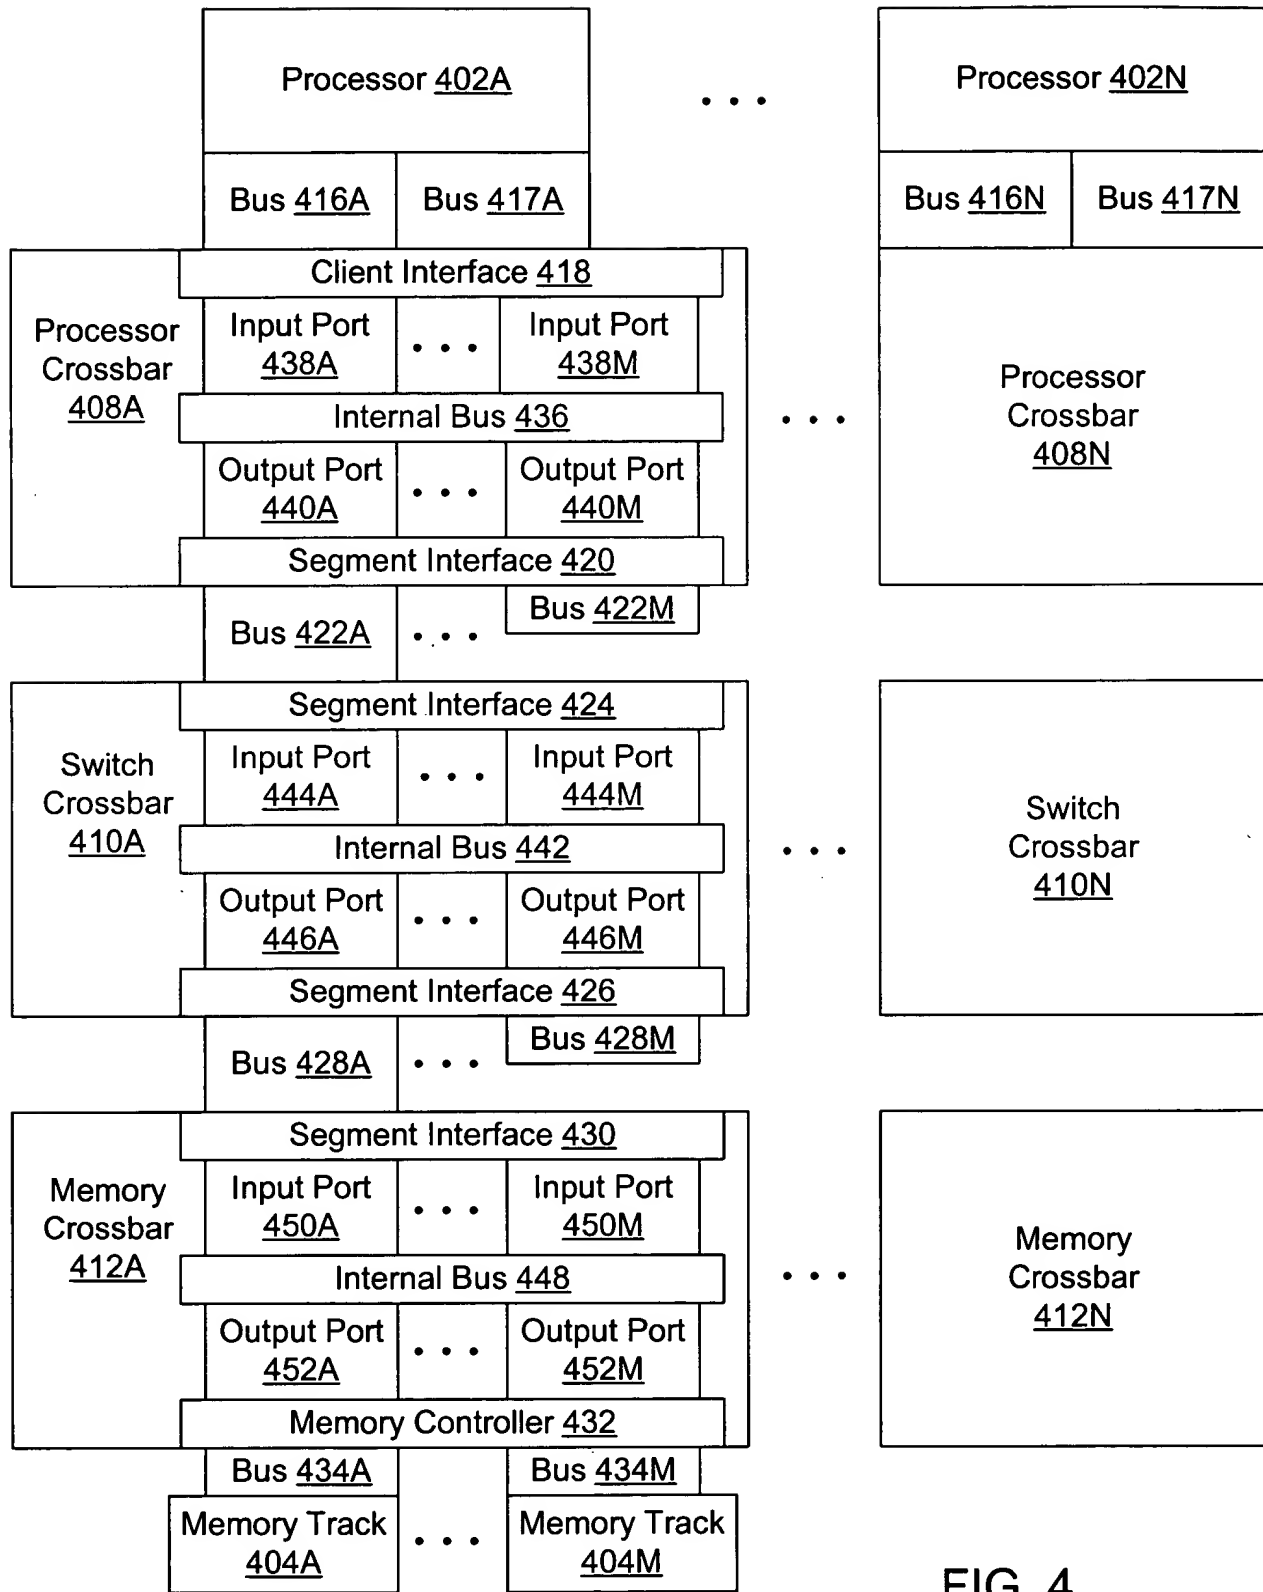 Processor 402A
Processor 402N
Bus 416A
Bus 417A
Bus 416N
Bus 417N
Client Interface 418
Processor
Crossbar
408A
Input Port
438A
Input Port
438M
Internal Bus 436
Output Port
440A
Output Port
440M
Segment Interface 420
Processor
Crossbar
408N
Bus 422A
Bus 422M
Segment Interface 424
Switch
Crossbar
410A
Input Port
444A
Input Port
444M
Internal Bus 442
Output Port
446A
Output Port
446M
Segment Interface 426
Switch
Crossbar
410N
Bus 428A
Bus 428M
Segment Interface 430
Memory
Crossbar
412A
Input Port
450A
Input Port
450M
Internal Bus 448
Output Port
452A
Output Port
452M
Memory Controller 432
Memory
Crossbar
412N
Bus 434A
Bus 434M
Memory Track
404A
Memory Track
404M
FIG. 4